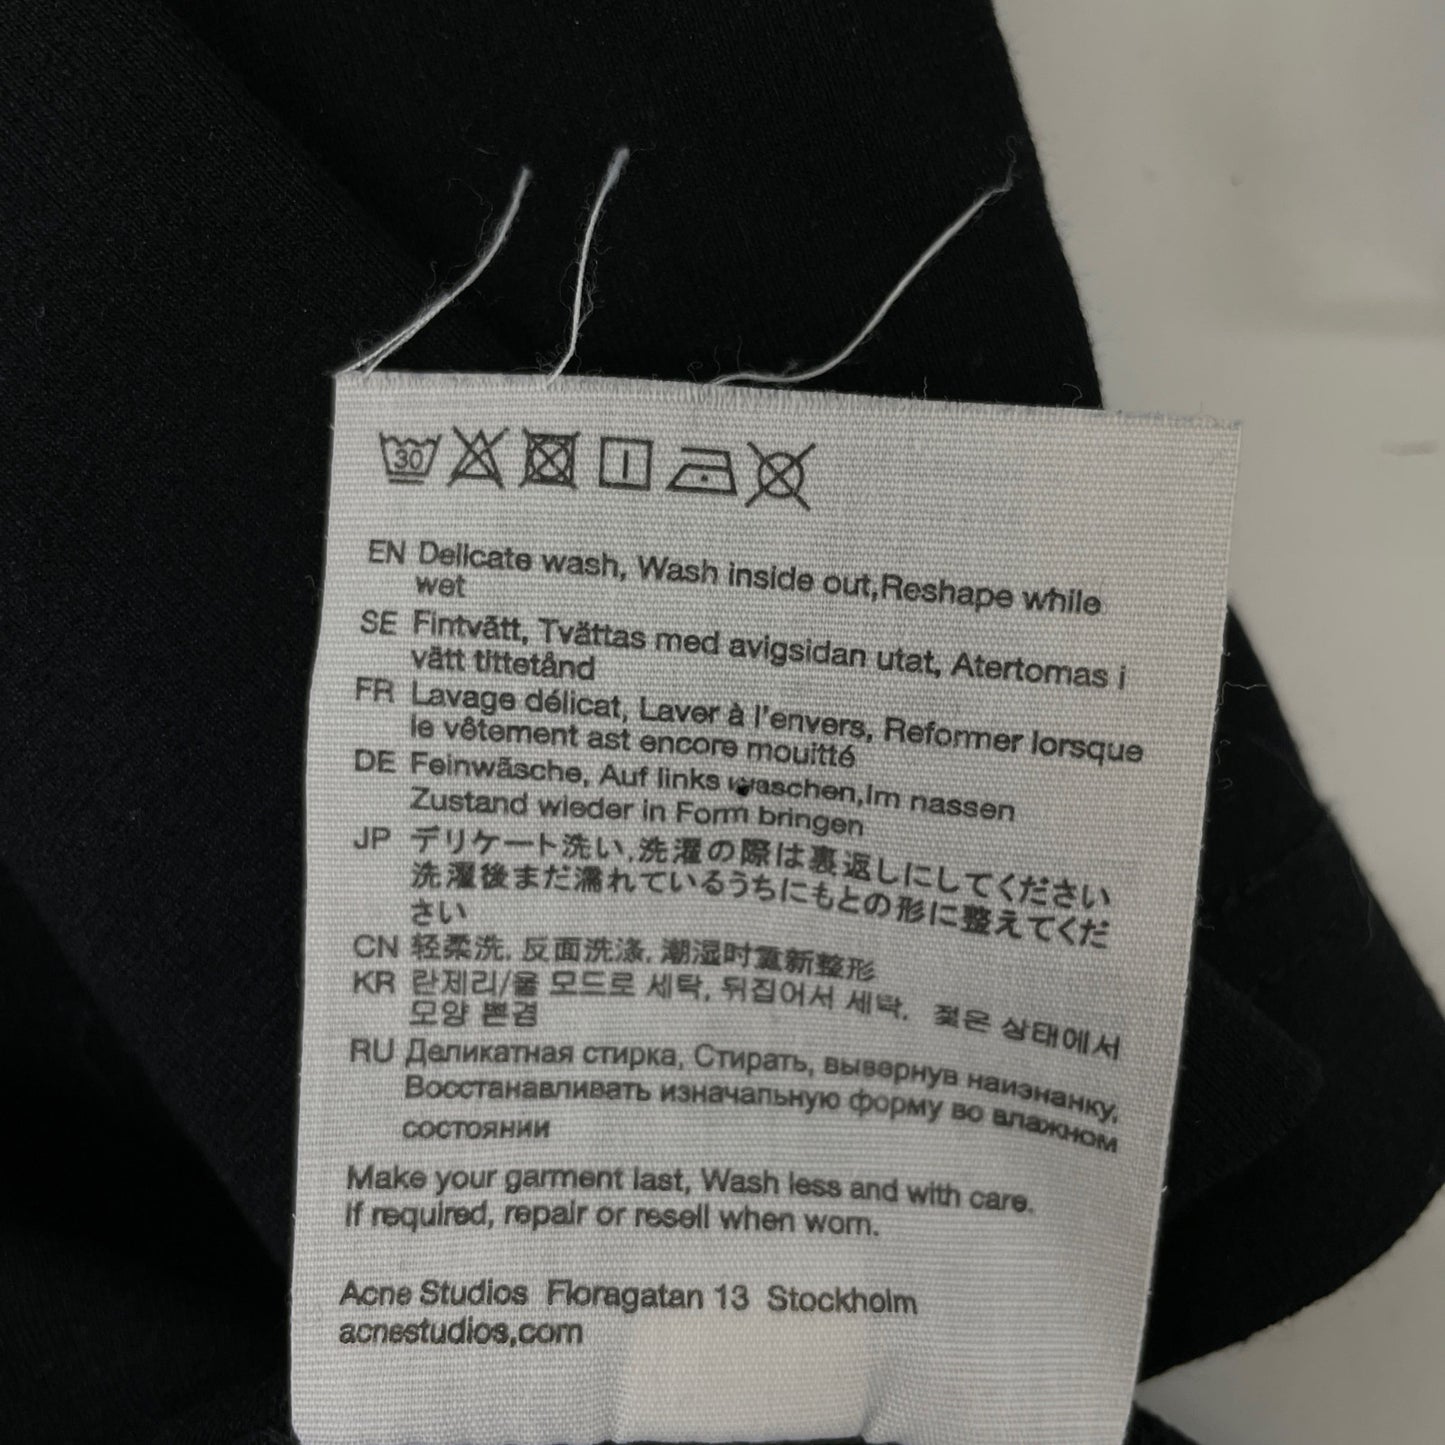 30
EN Delicate wash, Wash inside out,Reshape while
wet
SE Fintvätt, Tvättas med avigsidan utat, Atertomas i
vätt tittetånd
FR Lavage délicat, Laver à l'envers, Reformer lorsque
le vêtement ast encore mouitté
DE Feinwäsche, Auf links waschen,Im nassen
Zustand wieder in Form bringen
JP デリケート洗い,洗濯の際は裏返しにしてください
洗濯後まだ濡れているうちにもとの形に整えてくだ
さい
CN 轻柔洗, 反面洗涤, 潮湿时重新整形
KR 란제리/울 모드로 세탁, 뒤집어서 세탁, 젖은 상태에서
모양
RU Деликатная стирка, Стирать, вывернув наизнанку,
Восстанавливать изначальную форму во влажном
состоянии
Make your garment last, Wash less and with care.
If required, repair or resell when worn.
Acne Studios Floragatan 13 Stockholm
acnestudios,com